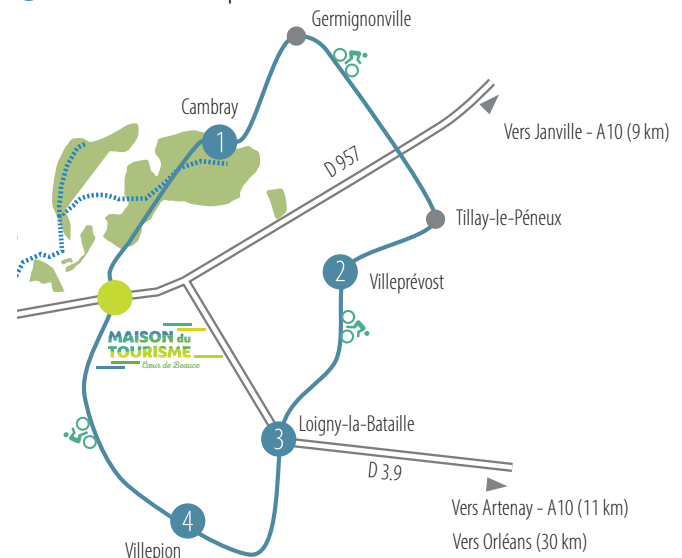 Germignonville
Cambray
1
D 957
Vers Janville - A10 (9 km)
Tillay-le-Péneux
2
Villeprévost
MAISON du
TOURISME
Cœur de Beauce
3
Loigny-la-Bataille
D 3.9
4
Villepion
Vers Artenay - A10 (11 km)
Vers Orléans (30 km)